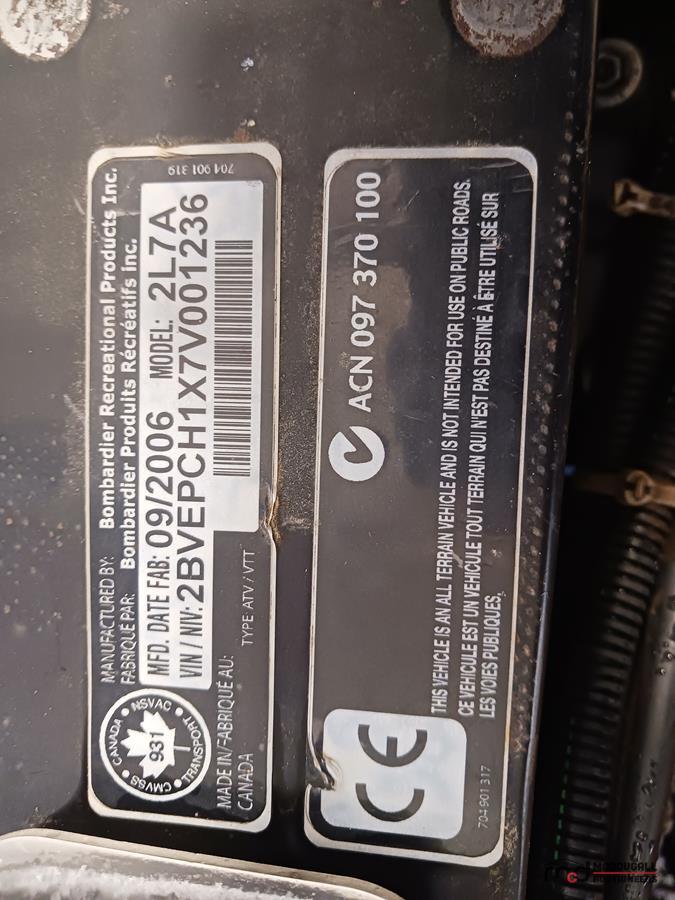 704 901 319
MANUFACTURED BY: Bombardier Recreational Products Inc.
FABRIQUÉ PAR: Bombardier Produits Récréatifs inc.
MFD. DATE FAB: 09/2006 MODEL: 2L7A
VIN / NIV: 2BVEPCH1X7V001236
CANADA • NSVAC • TRANSPORT • CMVSS
931
MADE IN/FABRIQUÉ AU:
CANADA
TYPE ATV / VTT
ACN 097 370 100
THIS VEHICLE IS AN ALL TERRAIN VEHICLE AND IS NOT INTENDED FOR USE ON PUBLIC ROADS.
CE VÉHICULE EST UN VÉHICULE TOUT TERRAIN QUI N'EST PAS DESTINÉ À ÊTRE UTILISÉ SUR
LES VOIES PUBLIQUES.
CE
704 901 317
McDOUGALL
AUCTIONEERS